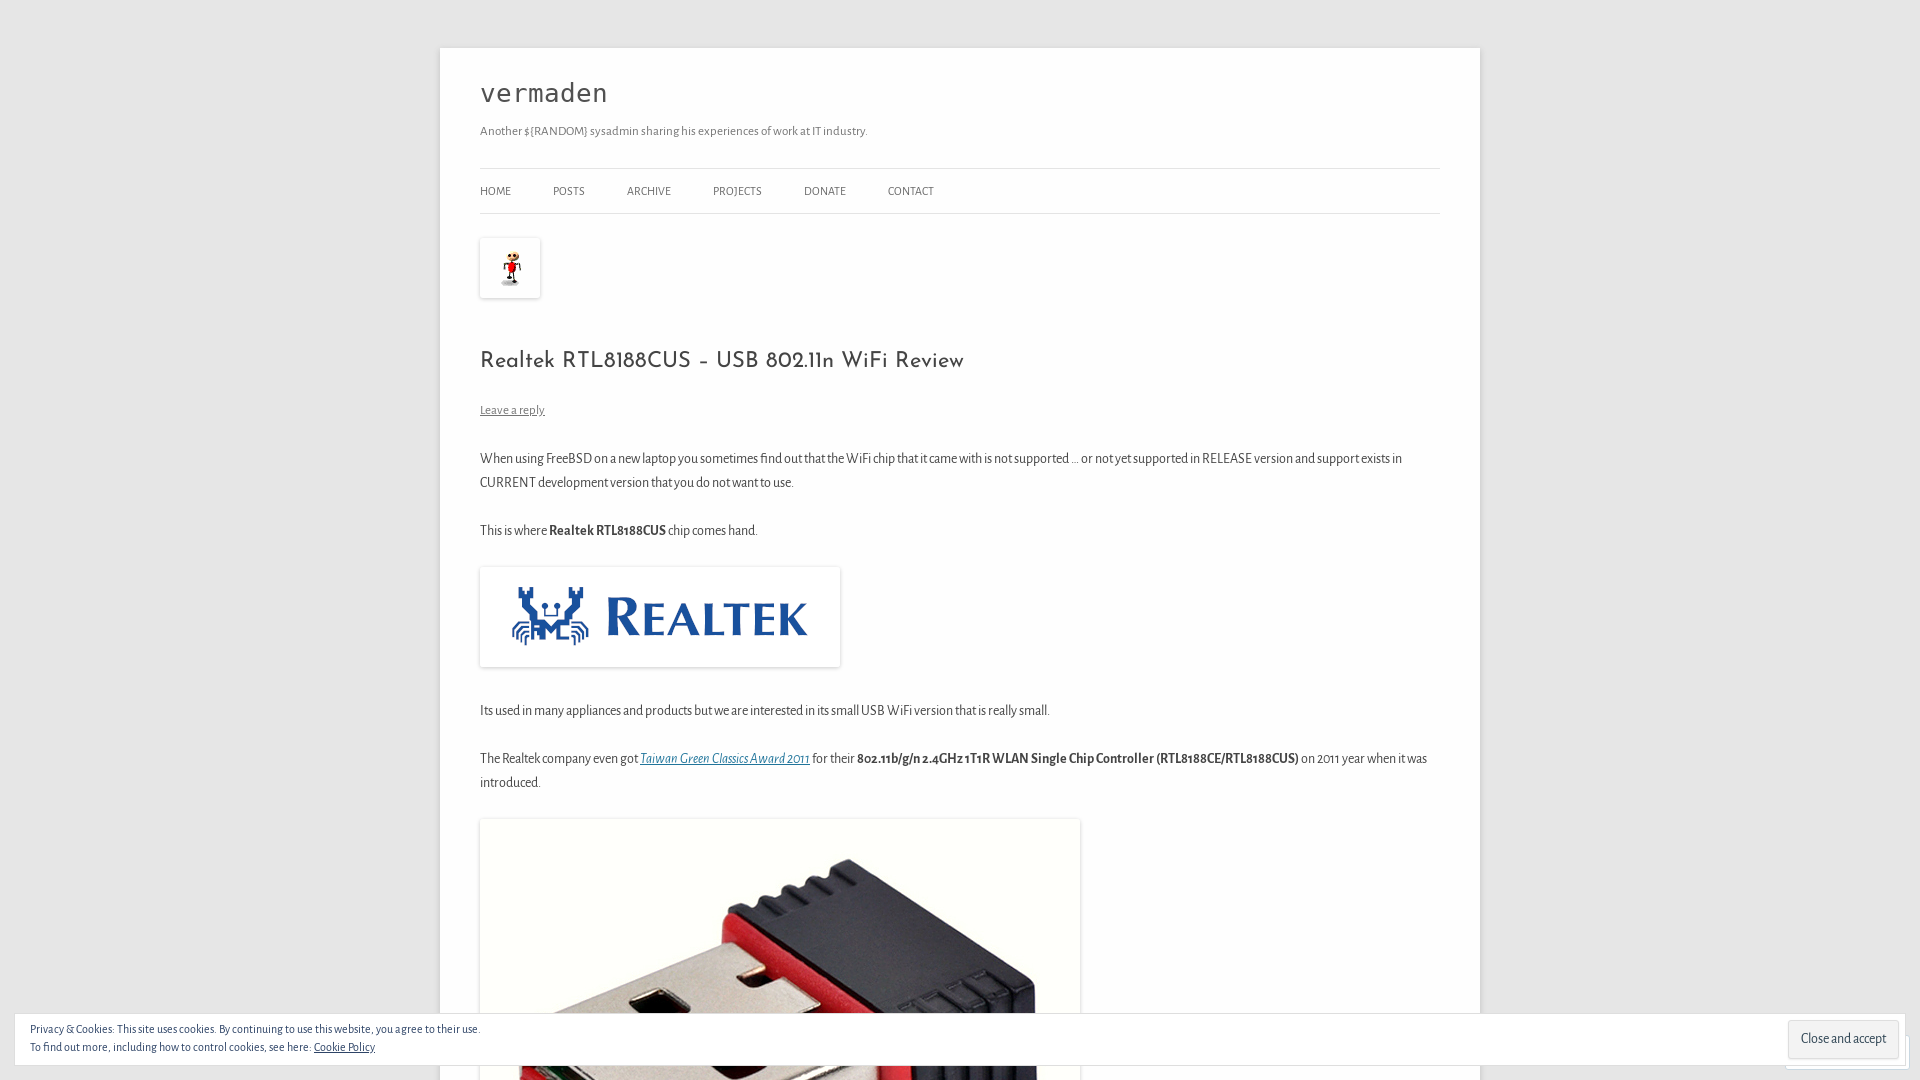 vermaden
Another ${RANDOM} sysadmin sharing his experiences of work at IT industry.
HOME
POSTS
ARCHIVE
PROJECTS
DONATE
CONTACT
Realtek RTL8188CUS – USB 802.11n WiFi Review
Leave a reply
When using FreeBSD on a new laptop you sometimes find out that the WiFi chip that it came with is not supported … or not yet supported in RELEASE version and support exists in
CURRENT development version that you do not want to use.
This is where Realtek RTL8188CUS chip comes hand.
REALTEK
Its used in many appliances and products but we are interested in its small USB WiFi version that is really small.
The Realtek company even got Taiwan Green Classics Award 2011 for their 802.11b/g/n 2.4GHz 1T1R WLAN Single Chip Controller (RTL8188CE/RTL8188CUS) on 2011 year when it was
introduced.
Privacy & Cookies: This site uses cookies. By continuing to use this website, you agree to their use.
To find out more, including how to control cookies, see here: Cookie Policy
Close and accept